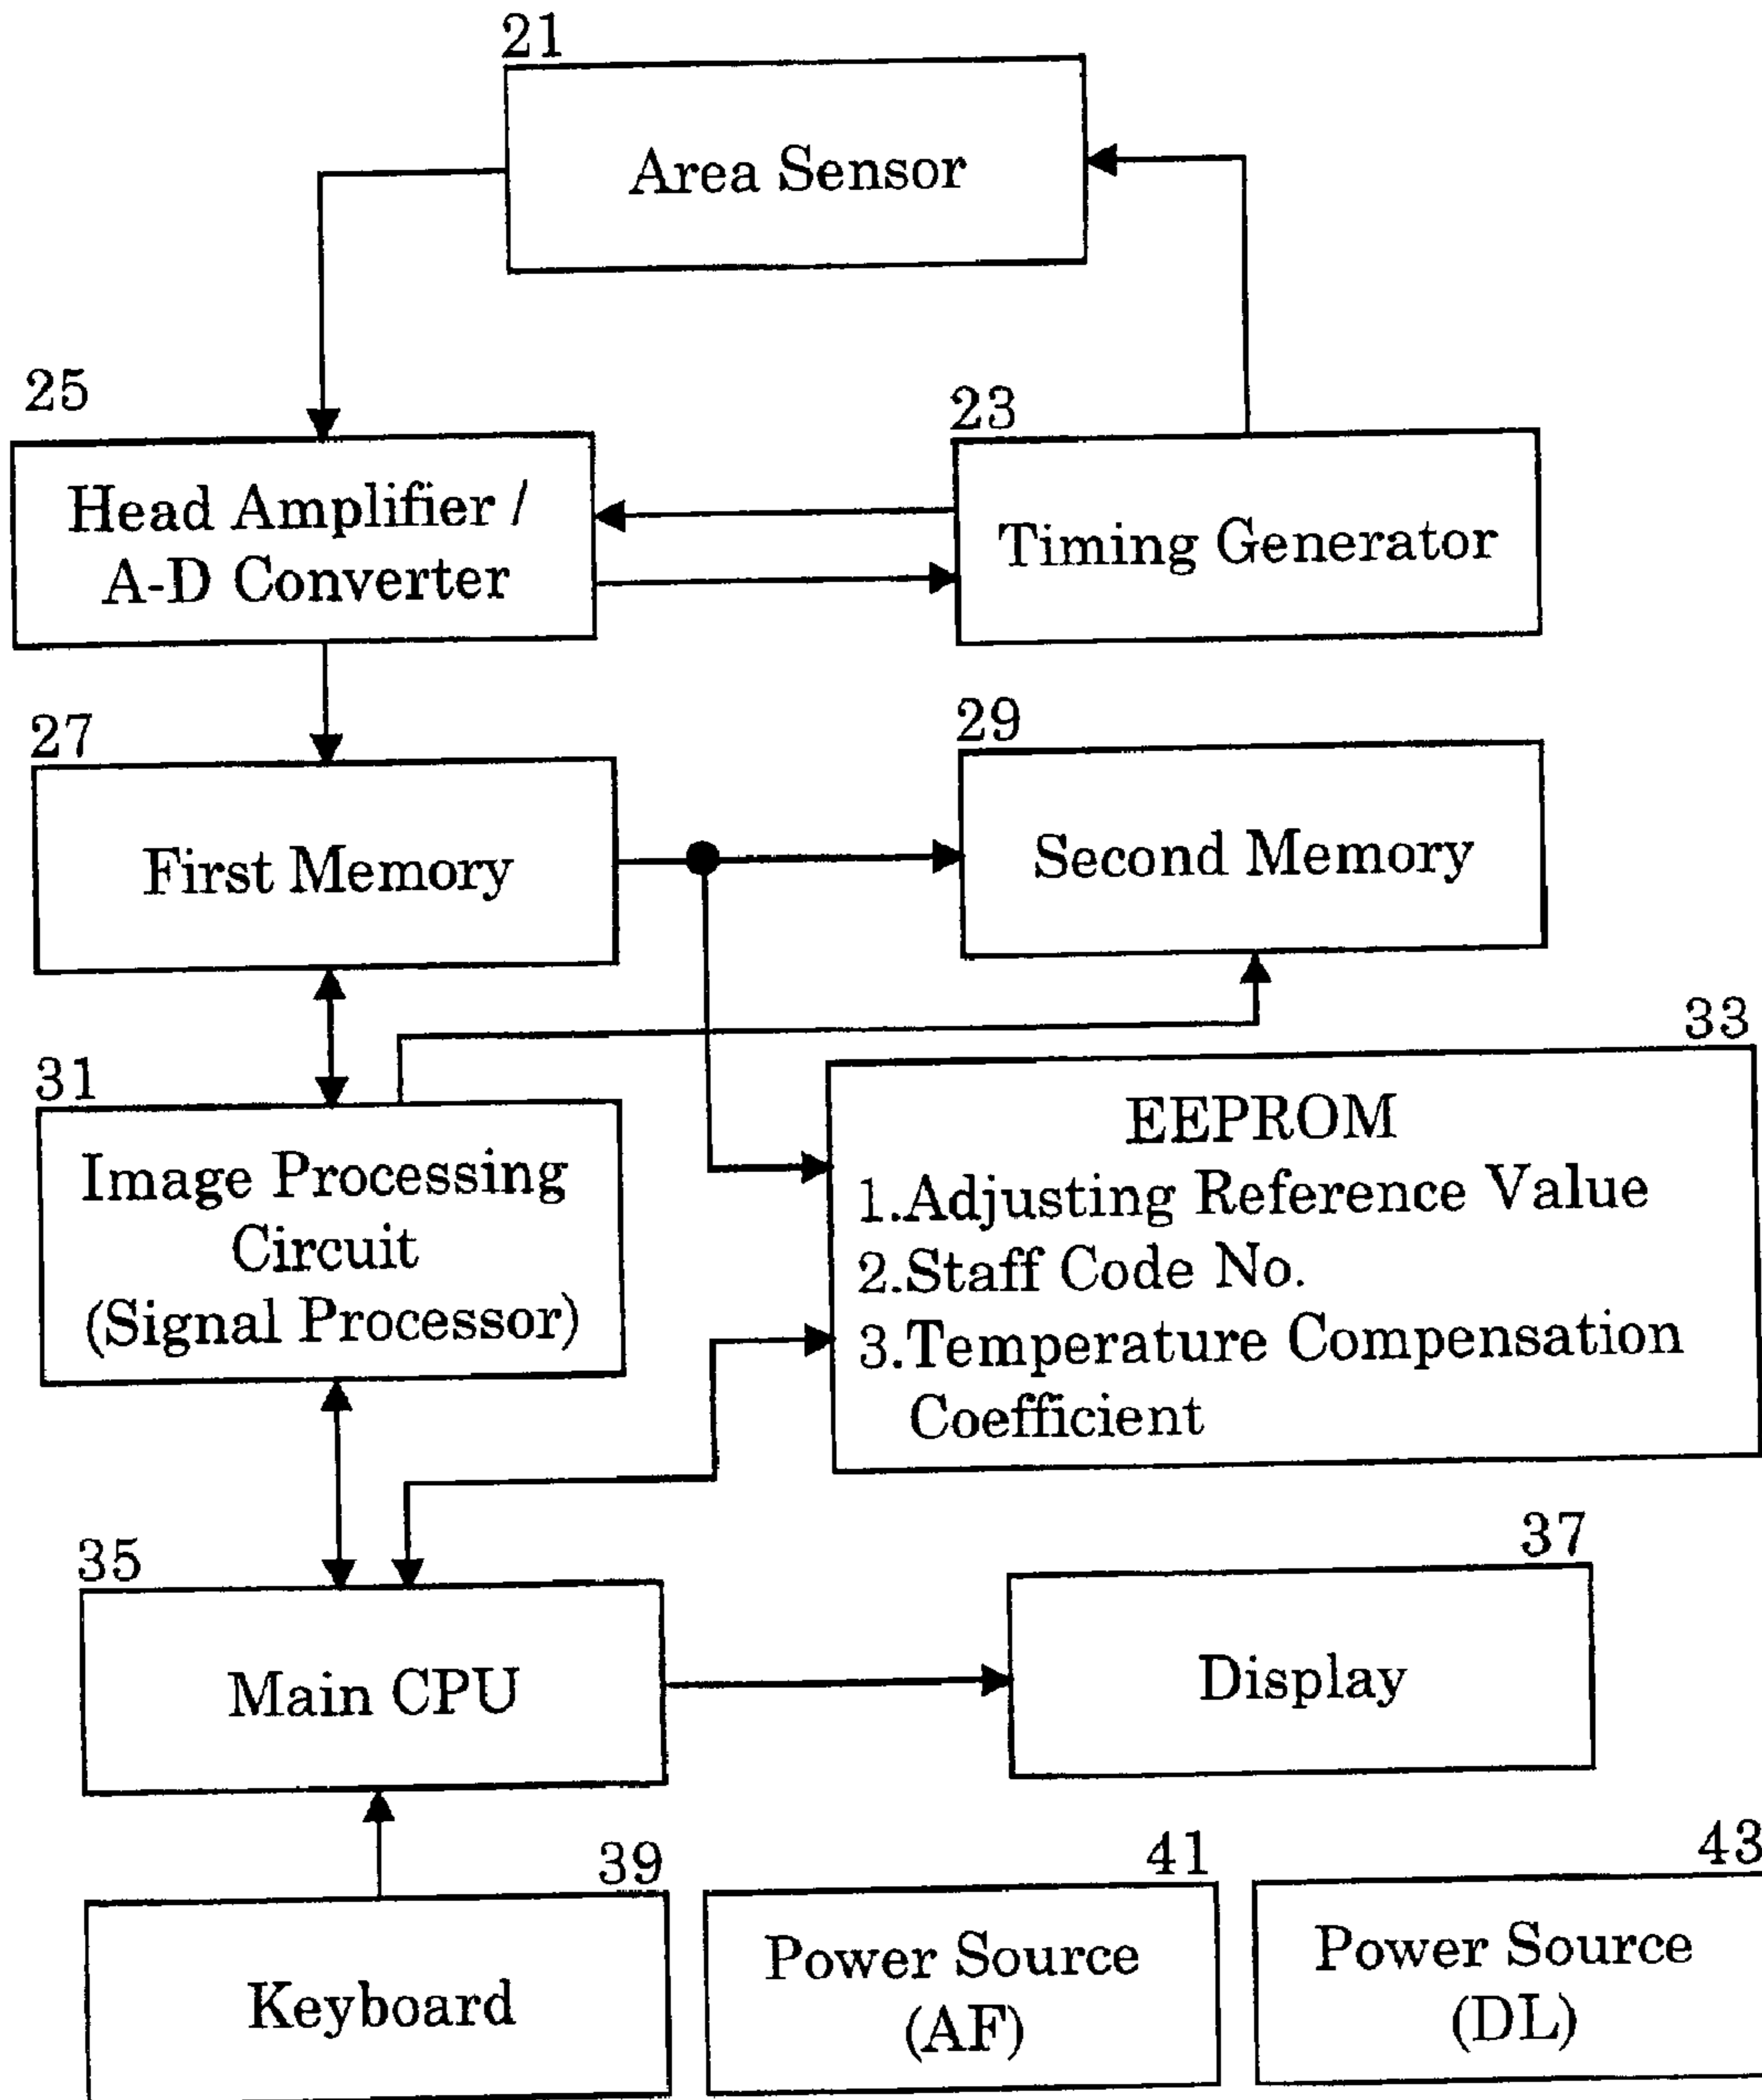 21
Area Sensor
25
Head Amplifier /
A-D Converter
23
Timing Generator
27
First Memory
29
Second Memory
31
Image Processing
Circuit
(Signal Processor)
33
EEPROM
1.Adjusting Reference Value
2.Staff Code No.
3.Temperature Compensation
Coefficient
35
Main CPU
37
Display
39
Keyboard
41
Power Source
(AF)
43
Power Source
(DL)